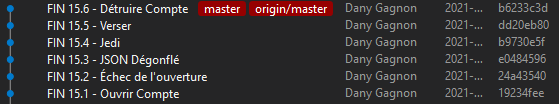 FIN 15.6 - Détruire Compte master origin/master Dany Gagnon 2021-... b6233c3d
FIN 15.5 - Verser Dany Gagnon 2021-... dd20eb80
FIN 15.4 - Jedi Dany Gagnon 2021-... b9730e5f
FIN 15.3 - JSON Dégonflé Dany Gagnon 2021-... e0484596
FIN 15.2 - Échec de l'ouverture Dany Gagnon 2021-... 24a43540
FIN 15.1 - Ouvrir Compte Dany Gagnon 2021-... 19234fee